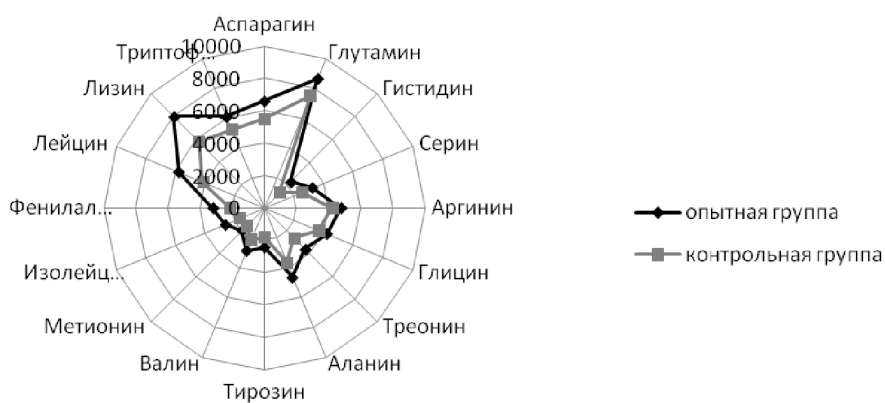 Аспарагин
10000
Триптоф...
Глутамин
8000
Лизин
Гистидин
6000
Лейцин
4000
Серин
2000
Фенилал...
0
Аргинин
опытная группа
контрольная группа
Изолейц...
Глицин
Метионин
Треонин
Валин
Аланин
Тирозин